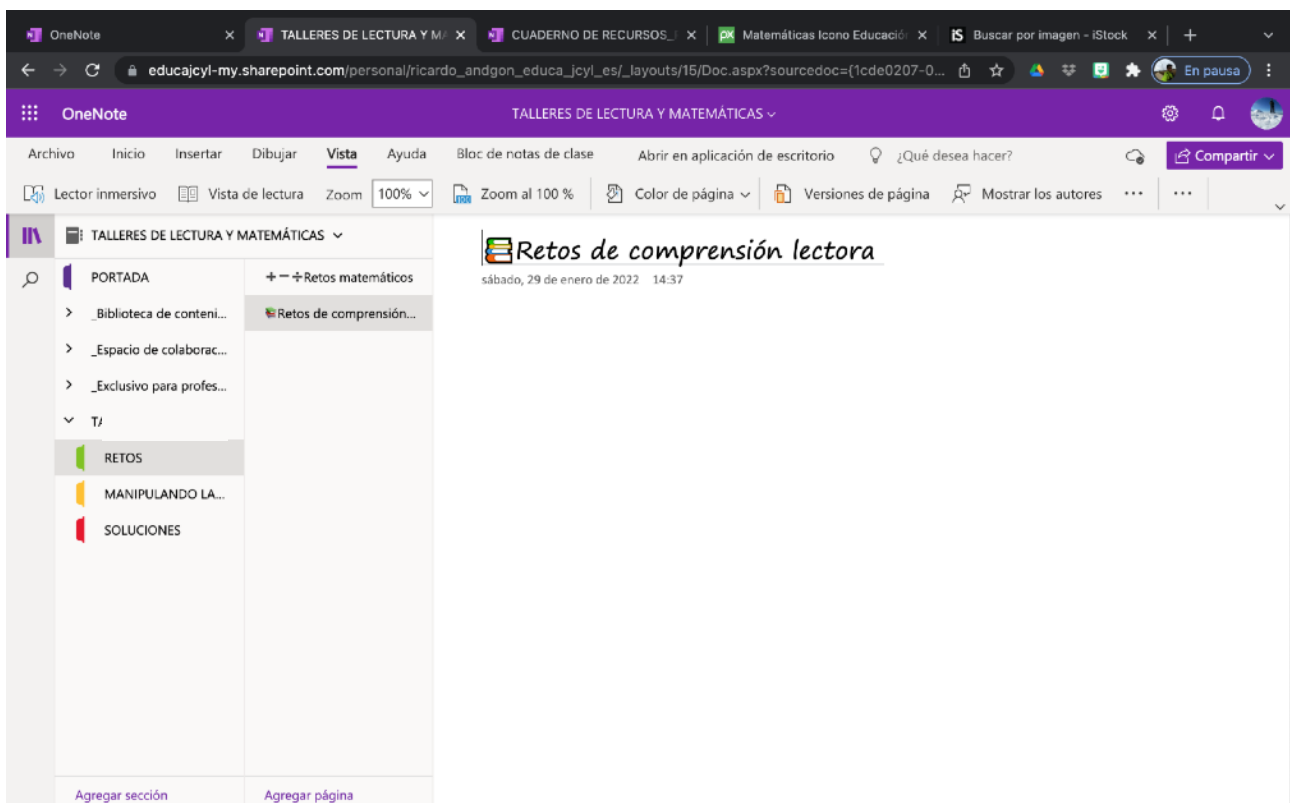 OneNote
TALLERES DE LECTURA Y MA
CUADERNO DE RECURSOS_
Matemáticas Icono Educació
Buscar por imagen - iStock
educajcyl-my.sharepoint.com/personal/ricardo_andgon_educa_jcyl_es/_layouts/15/Doc.aspx?sourcedoc={1cde0207-0...
En pausa
OneNote
TALLERES DE LECTURA Y MATEMÁTICAS
Archivo Inicio Insertar Dibujar Vista Ayuda Bloc de notas de clase Abrir en aplicación de escritorio ¿Qué desea hacer? Compartir
Lector inmersivo Vista de lectura Zoom 100% Zoom al 100 % Color de página Versiones de página Mostrar los autores ... ...
TALLERES DE LECTURA Y MATEMÁTICAS
PORTADA
_Biblioteca de conteni...
_Espacio de colaborac...
_Exclusivo para profes...
RETOS
MANIPULANDO LA...
SOLUCIONES
Agregar sección
+−÷Retos matemáticos
Retos de comprensión...
Agregar página
Retos de comprensión lectora
sábado, 29 de enero de 2022 14:37